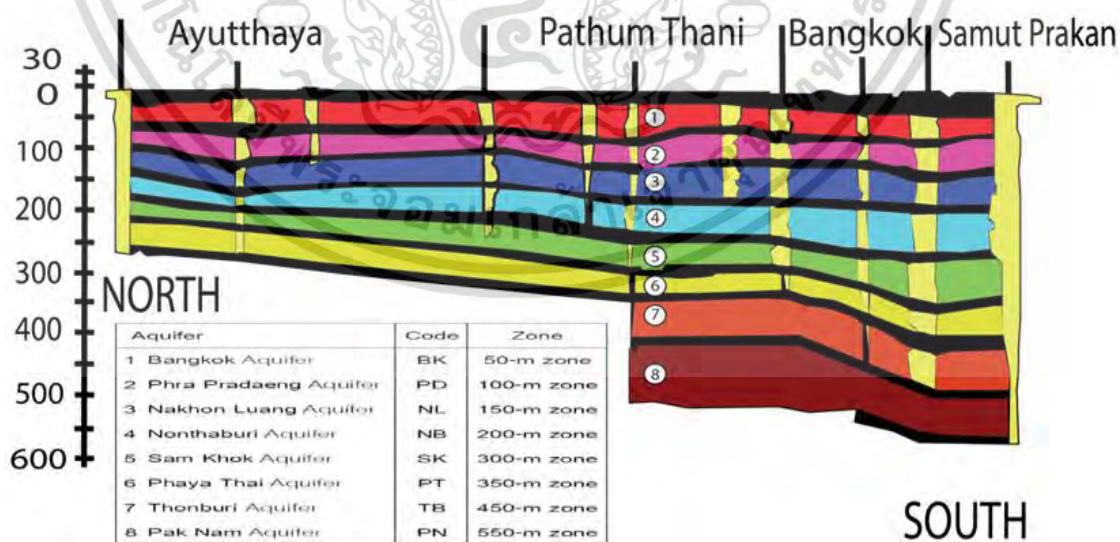 Ayutthaya Pathum Thani Bangkok Samut Prakan
30
0
100
200
300
400
500
600
1
2
3
4
5
6
7
8
NORTH
Aquifer Code Zone
1 Bangkok Aquifer BK 50-m zone
2 Phra Pradaeng Aquifer PD 100-m zone
3 Nakhon Luang Aquifer NL 150-m zone
4 Nonthaburi Aquifer NB 200-m zone
5 Sam Khok Aquifer SK 300-m zone
6 Phaya Thai Aquifer PT 350-m zone
7 Thonburi Aquifer TB 450-m zone
8 Pak Nam Aquifer PN 550-m zone
SOUTH